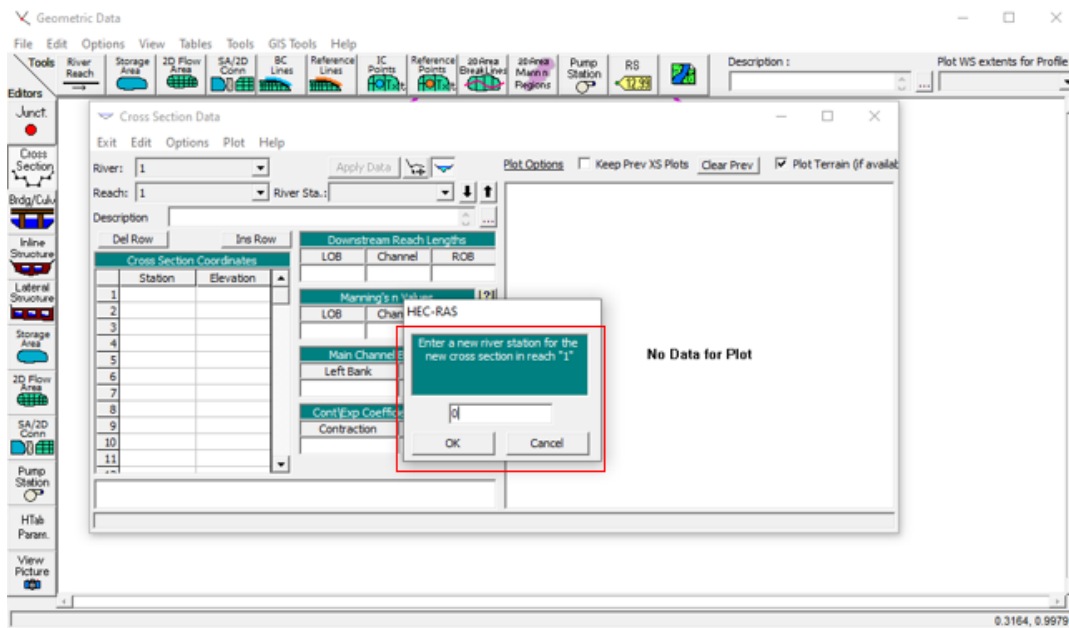 Geometric Data
File Edit Options View Tables Tools GIS Tools Help
Tools
Editors
River Reach
Storage Area
2D Flow Area
SA/2D Conn
BC Lines
Reference Lines
IC Points
Reference Points
2D Area BreakLines
2D Area Mann n Regions
Pump Station
RS
12.99
Description :
...
Plot WS extents for Profile
Junct.
Cross Section
Brdg/Culv
Inline Structure
Lateral Structure
Storage Area
2D Flow Area
SA/2D Conn
Pump Station
HTab Param.
View Picture
Cross Section Data
Exit Edit Options Plot Help
River: 1
Apply Data
Plot Options
Keep Prev XS Plots
Clear Prev
Plot Terrain (if availab
Reach: 1
River Sta.:
Description
...
Del Row
Ins Row
Cross Section Coordinates
Station Elevation
1
2
3
4
5
6
7
8
9
10
11
Downstream Reach Lengths
LOB Channel ROB
Manning's n Values
LOB Chan
Main Channel B
Left Bank
Cont\Exp Coeffic
Contraction
HEC-RAS
Enter a new river station for the
new cross section in reach "1"
0
OK Cancel
No Data for Plot
0.3164, 0.9979